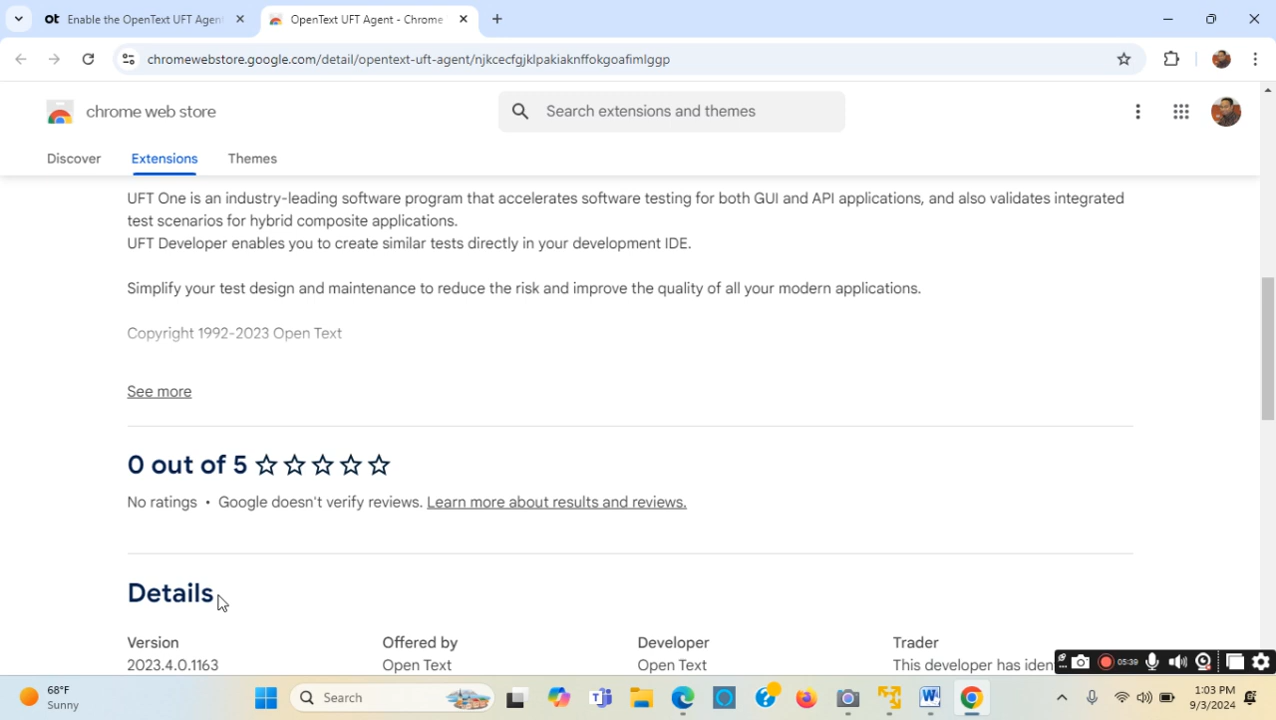 ot Enable the OpenText UFT Agen
OpenText UFT Agent - Chrome
chromewebstore.google.com/detail/opentext-uft-agent/njkcecfgjklpakiaknffokgoafimlggp
chrome web store
Search extensions and themes
Discover
Extensions
Themes
UFT One is an industry-leading software program that accelerates software testing for both GUI and API applications, and also validates integrated
test scenarios for hybrid composite applications.
UFT Developer enables you to create similar tests directly in your development IDE.
Simplify your test design and maintenance to reduce the risk and improve the quality of all your modern applications.
Copyright 1992-2023 Open Text
See more
0 out of 5
No ratings • Google doesn't verify reviews. Learn more about results and reviews.
Details
Version
Offered by
Developer
Trader
2023.4.0.1163
Open Text
Open Text
This developer has iden
05:39
68°F
Sunny
Search
1:03 PM
9/3/2024